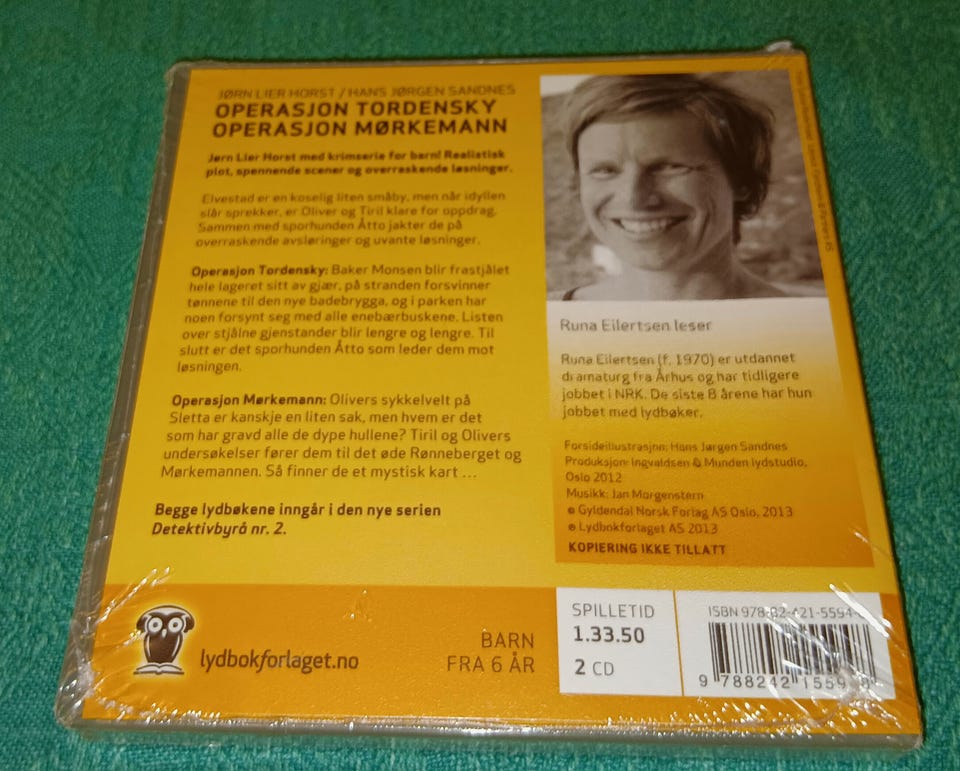 JØRN LIER HORST / HANS JØRGEN SANDNES
OPERASJON TORDENSKY
OPERASJON MØRKEMANN
Jørn Lier Horst med krimserie for barn! Realistisk
plot, spennende scener og overraskende løsninger.
Elvestad er en koselig liten småby, men når idyllen
slår sprekker, er Oliver og Tiril klare for oppdrag.
Sammen med sporhunden Åtto jakter de på
overraskende avsløringer og uvante løsninger.
Operasjon Tordensky: Baker Monsen blir frastjålet
hele lageret sitt av gjær, på stranden forsvinner
tønnene til den nye badebrygga, og i parken har
noen forsynt seg med alle enebærbuskene. Listen
over stjålne gjenstander blir lengre og lengre. Til
slutt er det sporhunden Åtto som leder dem mot
løsningen.
Operasjon Mørkemann: Olivers sykkelvelt på
Sletta er kanskje en liten sak, men hvem er det
som har gravd alle de dype hullene? Tiril og Olivers
undersøkelser fører dem til det øde Rønneberget og
Mørkemannen. Så finner de et mystisk kart ...
Begge lydbøkene inngår i den nye serien
Detektivbyrå nr. 2.
Runa Eilertsen leser
Runa Eilertsen (f. 1970) er utdannet
dramaturg fra Århus og har tidligere
jobbet i NRK. De siste 8 årene har hun
jobbet med lydbøker.
Forsideillustrasjon: Hans Jørgen Sandnes
Produksjon: Ingvaldsen & Munden lydstudio,
Oslo 2012
Musikk: Jan Morgenstern
℗ Gyldendal Norsk Forlag AS Oslo, 2013
℗ Lydbokforlaget AS 2013
KOPIERING IKKE TILLATT
lydbokforlaget.no
BARN
FRA 6 ÅR
SPILLETID
1.33.50
2 CD
ISBN 978-82-421-5594-
9 788242 1559